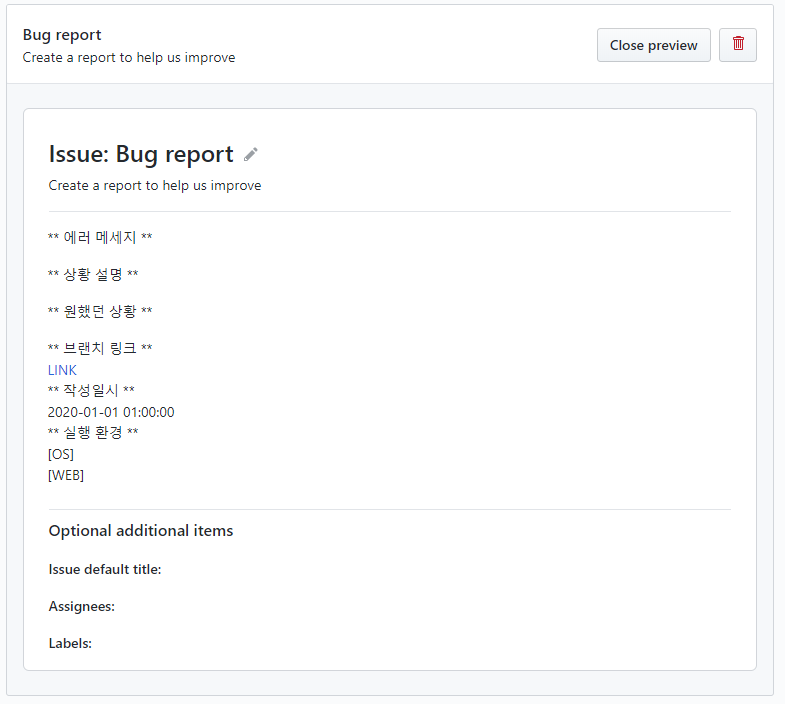 Bug report
Create a report to help us improve
Close preview
Issue: Bug report
Create a report to help us improve
** 에러 메세지 **
** 상황 설명 **
** 원했던 상황 **
** 브랜치 링크 **
LINK
** 작성일시 **
2020-01-01 01:00:00
** 실행 환경 **
[OS]
[WEB]
Optional additional items
Issue default title:
Assignees:
Labels: